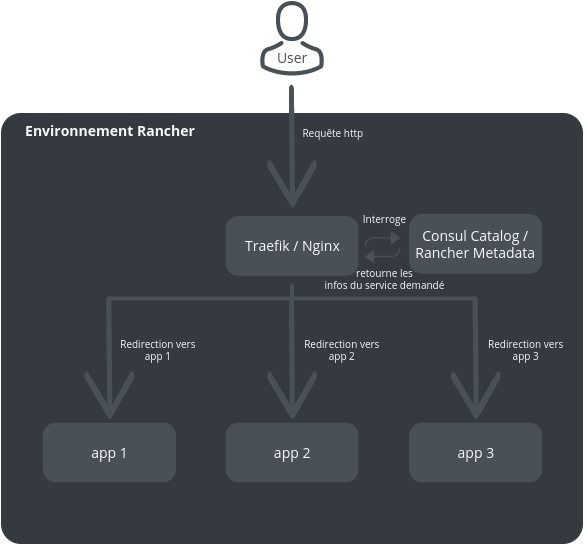 User
Environnement Rancher
Requête http
Interroge
Traefik / Nginx
Consul Catalog /
Rancher Metadata
retourne les
infos du service demandé
Redirection vers
app 1
Redirection vers
app 2
Redirection vers
app 3
app 1
app 2
app 3